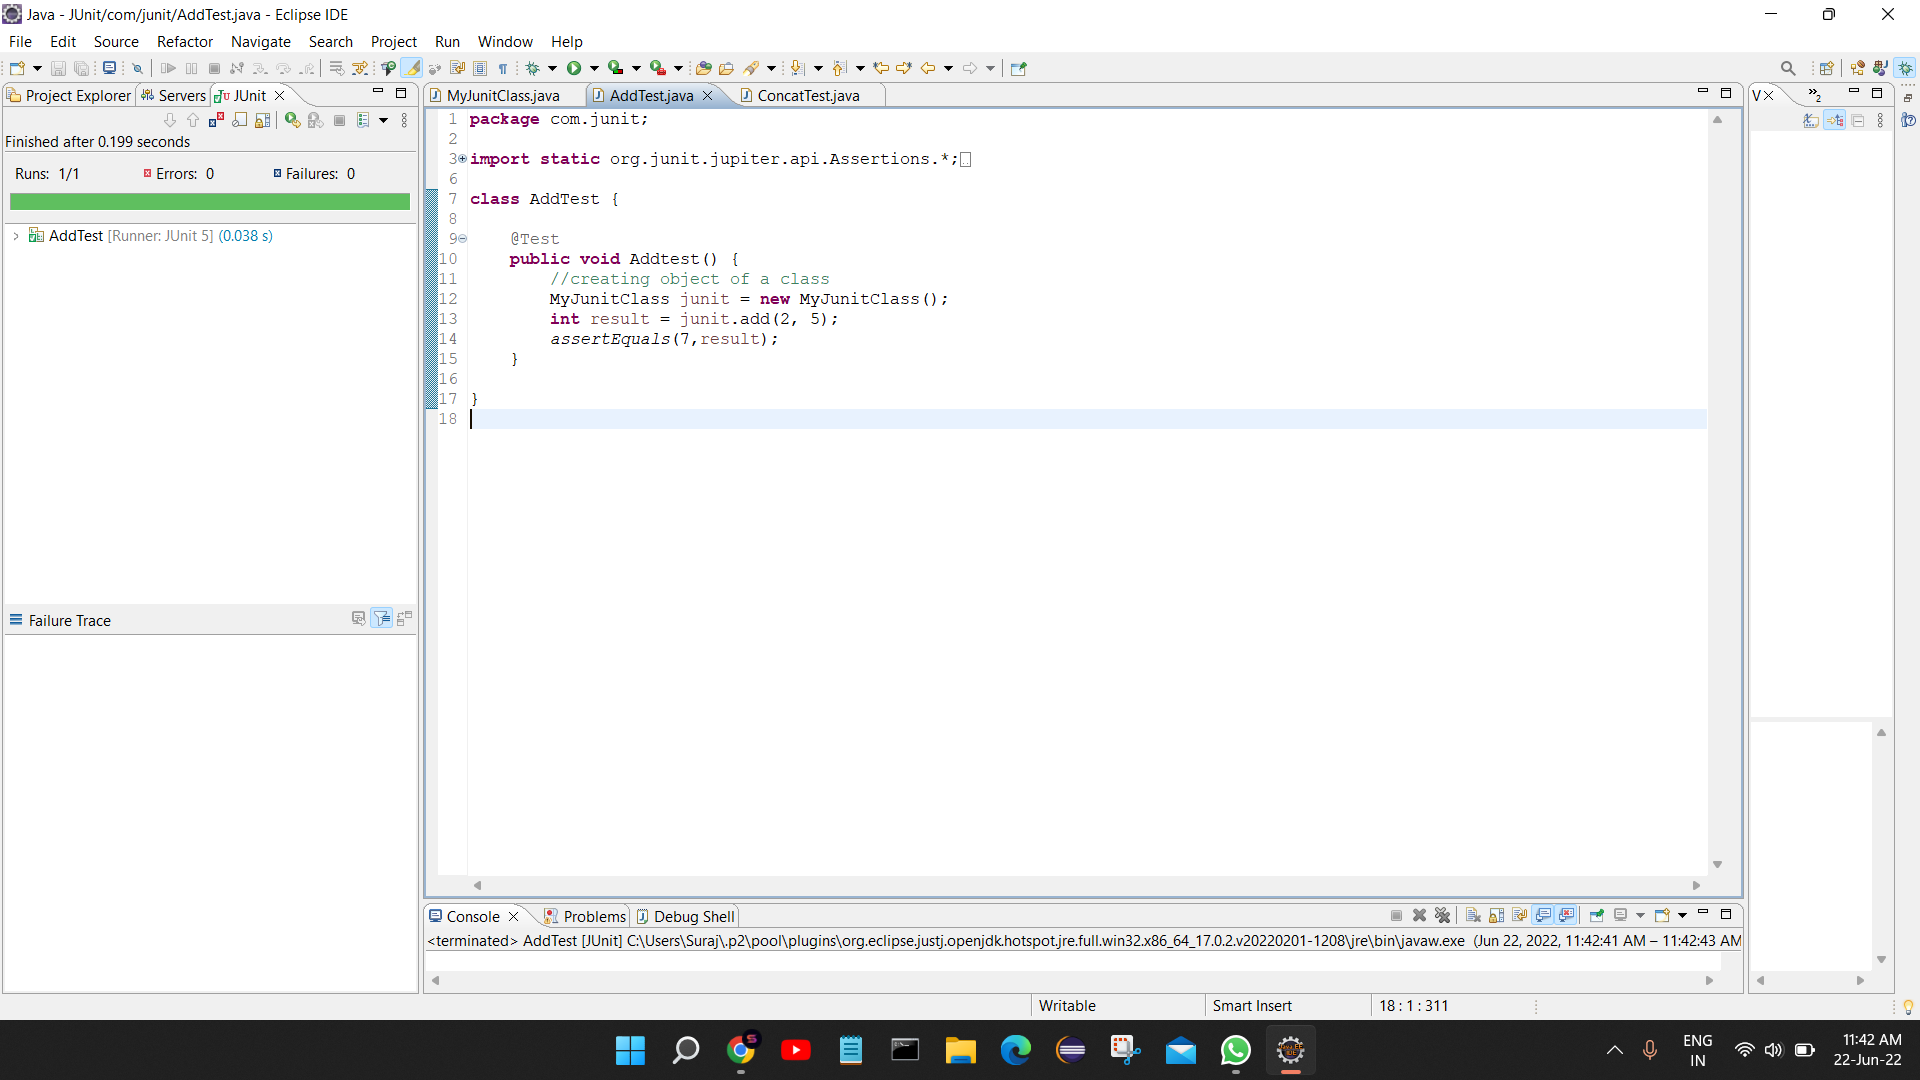 Java - JUnit/com/junit/AddTest.java - Eclipse IDE
File Edit Source Refactor Navigate Search Project Run Window Help
Project Explorer Servers JUnit
Finished after 0.199 seconds
Runs: 1/1 Errors: 0 Failures: 0
AddTest [Runner: JUnit 5] (0.038 s)
Failure Trace
MyJunitClass.java AddTest.java ConcatTest.java
1 package com.junit;
2
3 import static org.junit.jupiter.api.Assertions.*;
6
7 class AddTest {
8
9 @Test
10 public void Addtest() {
11 //creating object of a class
12 MyJunitClass junit = new MyJunitClass();
13 int result = junit.add(2, 5);
14 assertEquals(7,result);
15 }
16
17 }
18
V
2
Console Problems Debug Shell
<terminated> AddTest [JUnit] C:\Users\Suraj\.p2\pool\plugins\org.eclipse.justj.openjdk.hotspot.jre.full.win32.x86_64_17.0.2.v20220201-1208\jre\bin\javaw.exe (Jun 22, 2022, 11:42:41 AM – 11:42:43 AM
Writable Smart Insert 18 : 1 : 311
ENG
IN
11:42 AM
22-Jun-22